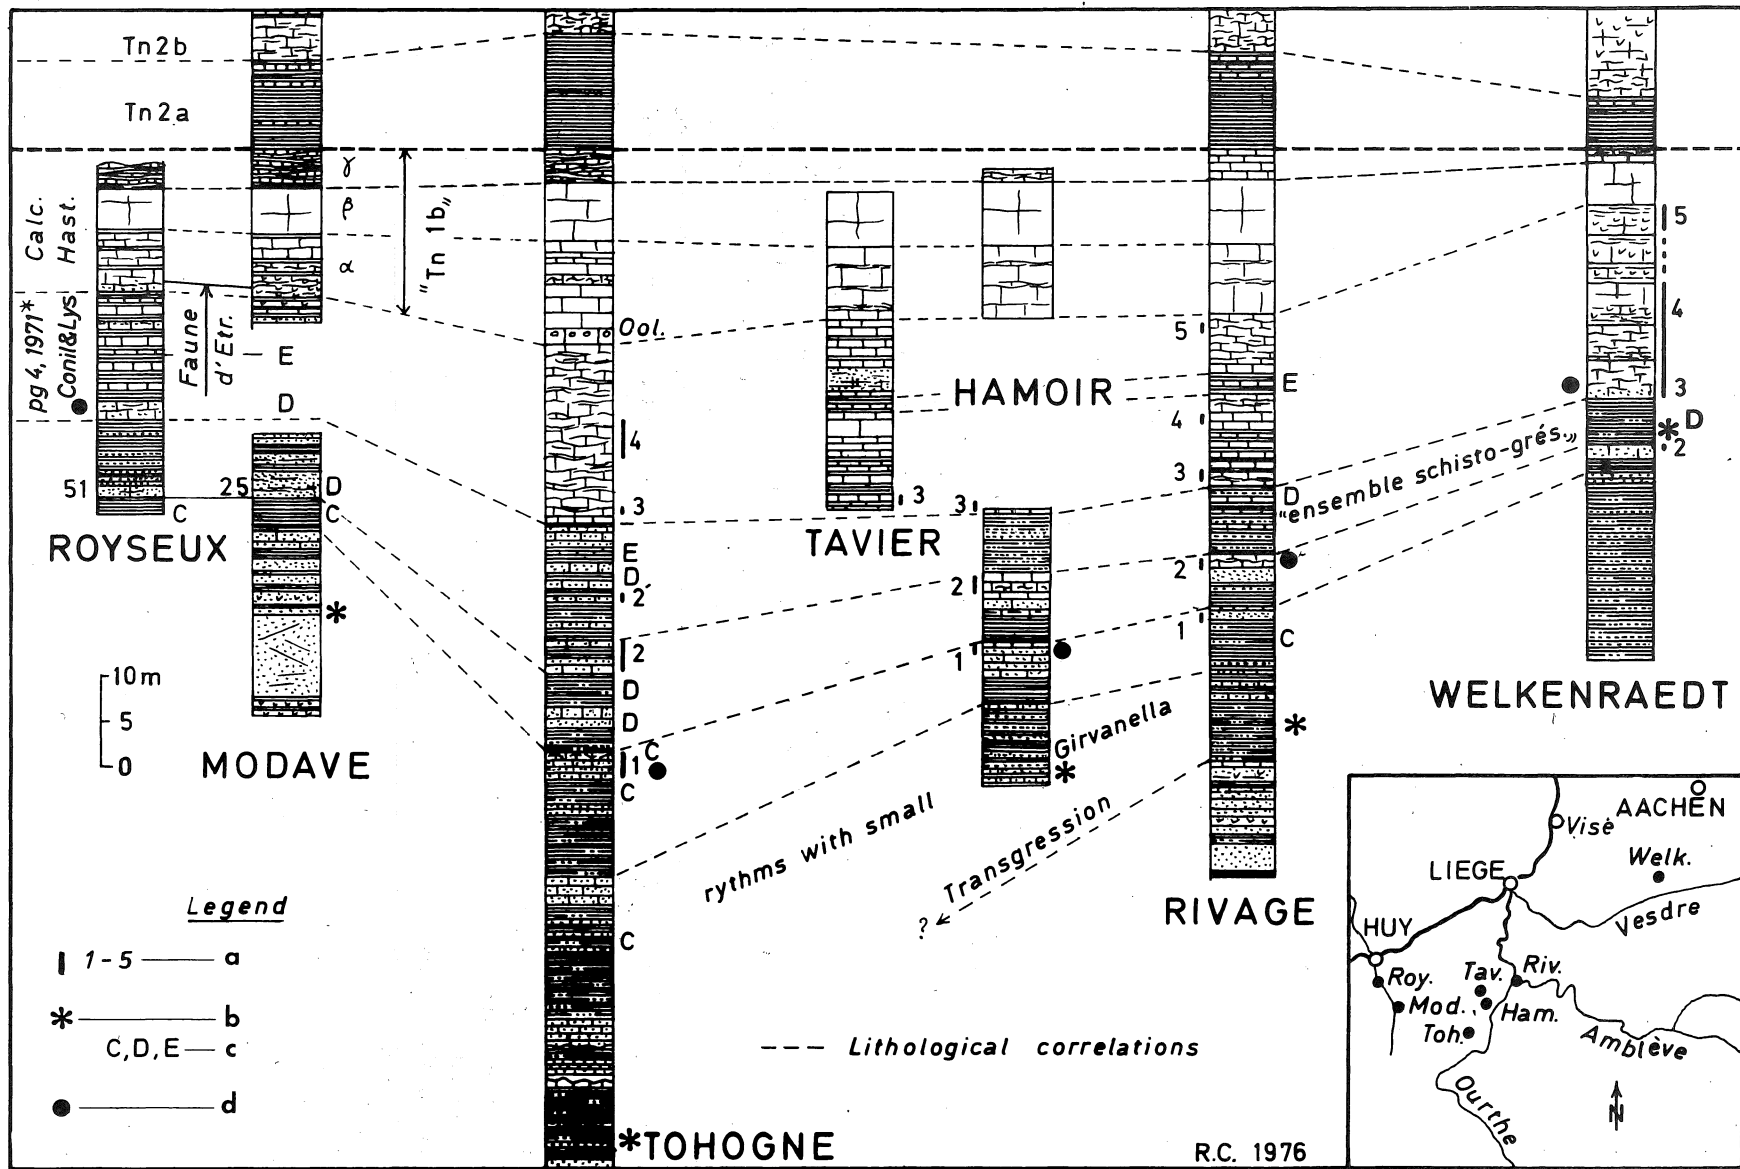 Tn2b
Tn2a
Calc.
Hast.
pg 4, 1971*
Conil&Lys
Faune
d'Etr.
E
D
γ
β
α
"Tn 1b"
51
C
ROYSEUX
25
D
C
*
MODAVE
10m
5
0
Ool.
4
3
E
D
2'
2
D
D
1
C
C
C
*TOHOGNE
3
TAVIER
HAMOIR
3
2
1
Girvanella
*
rythms with small
Transgression
?
5
E
4
3
D
"ensemble schisto-grés."
2
1
C
*
RIVAGE
5
4
3
*D
2
WELKENRAEDT
Legend
1-5 a
* b
C,D,E c
d
--- Lithological correlations
R.C. 1976
AACHEN
Visé
Welk.
LIEGE
Vesdre
HUY
Roy.
Tav.
Riv.
Mod.
Ham.
Toh.
Amblève
Ourthe
N